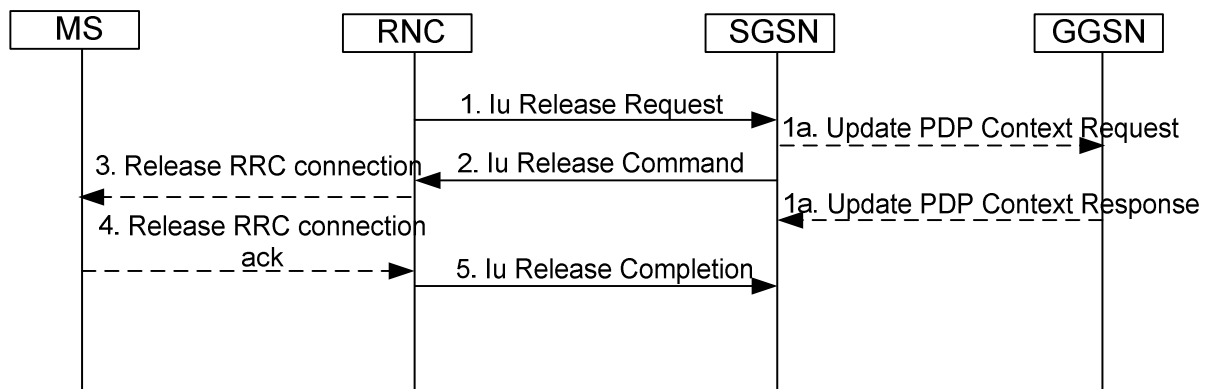 MS
RNC
SGSN
GGSN
1. Iu Release Request
1a. Update PDP Context Request
3. Release RRC connection
2. Iu Release Command
1a. Update PDP Context Response
4. Release RRC connection
ack
5. Iu Release Completion